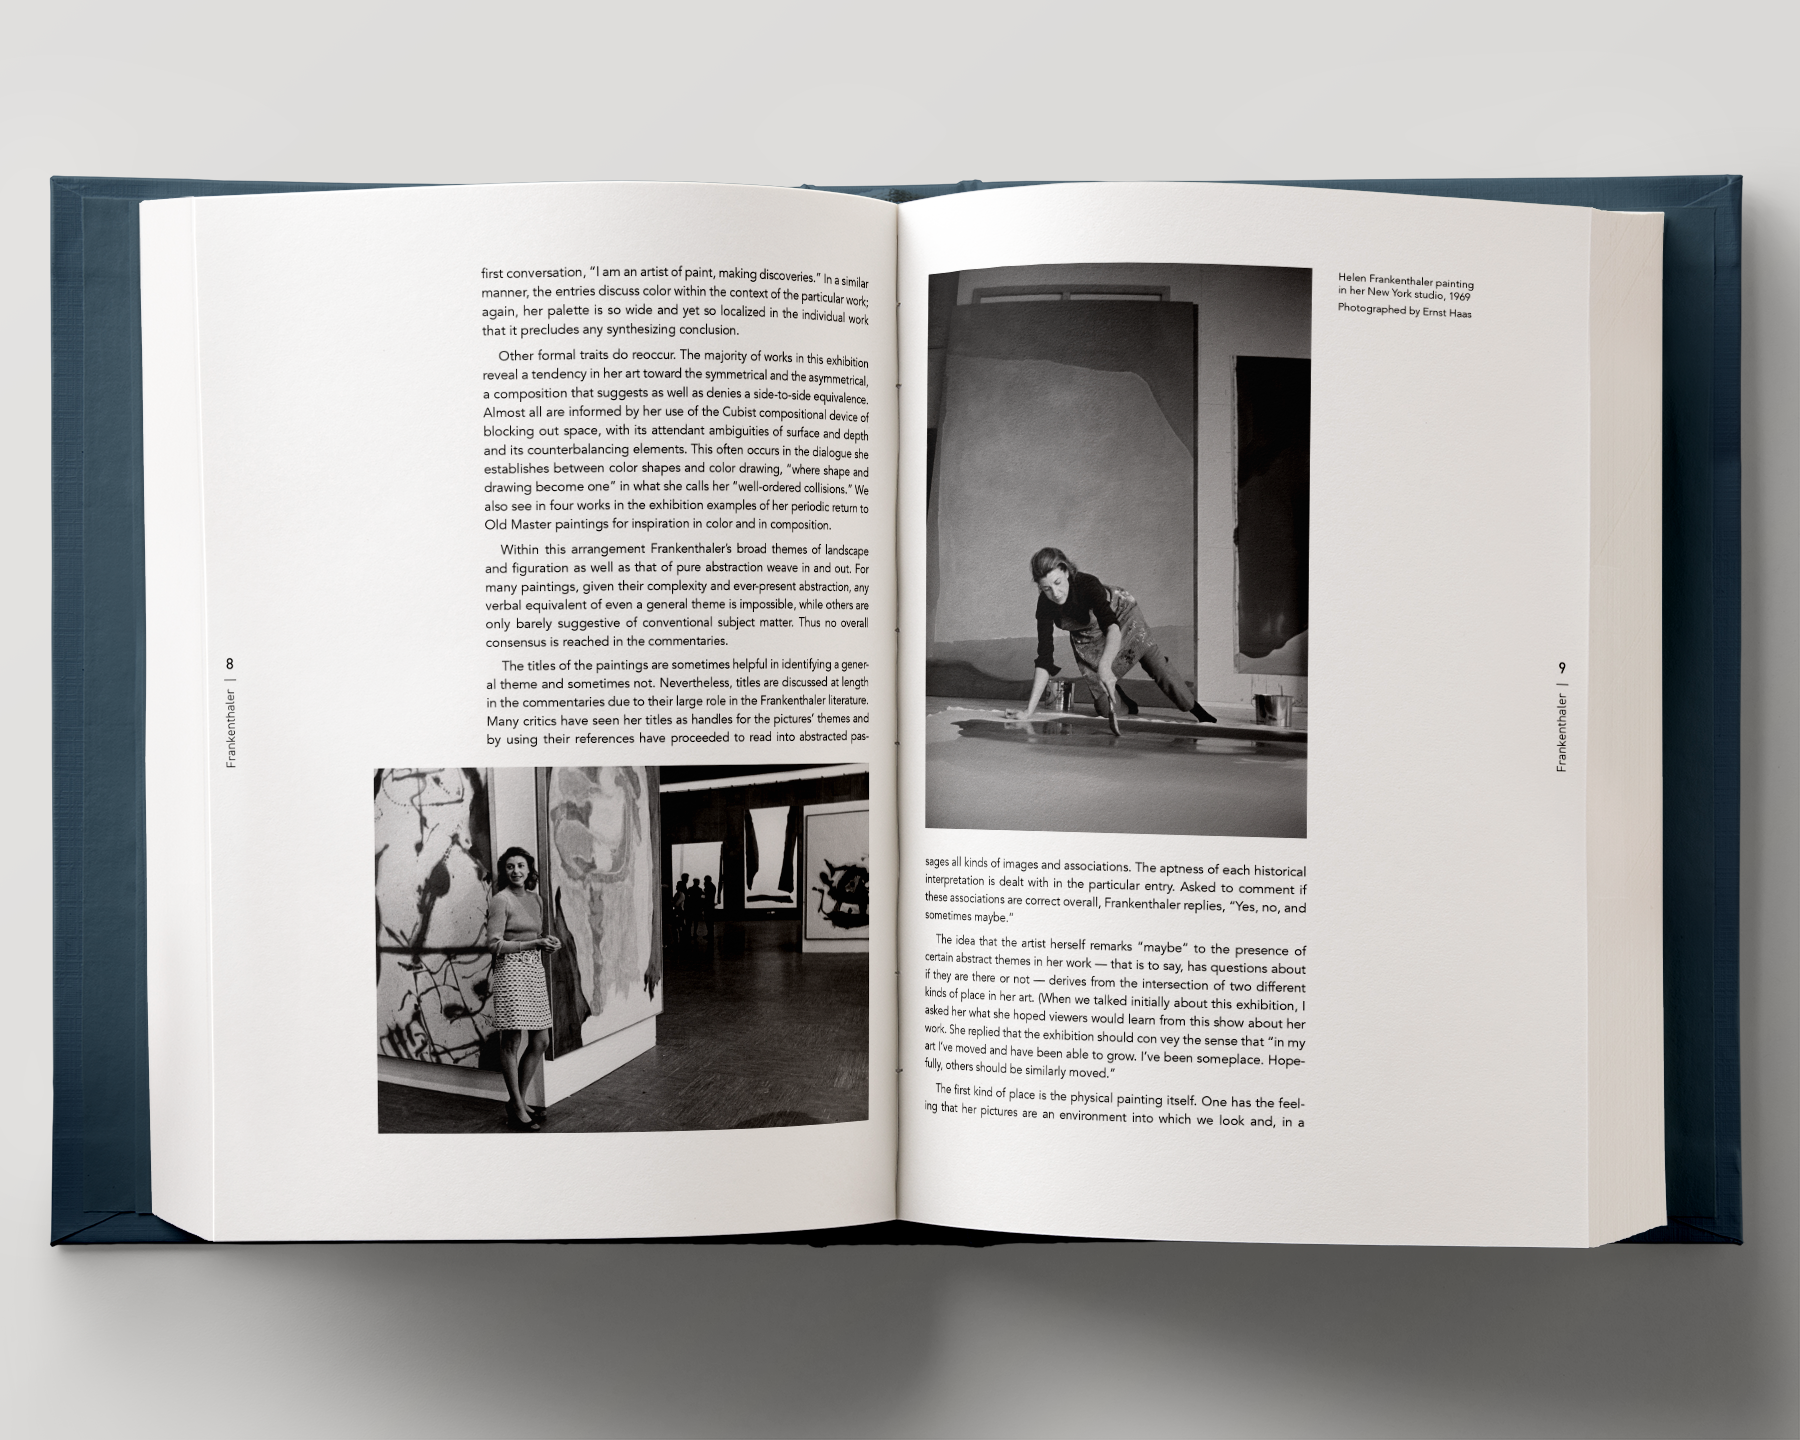 first conversation, “I am an artist of paint, making discoveries.” In a similar
manner, the entries discuss color within the context of the particular work;
again, her palette is so wide and yet so localized in the individual work
that it precludes any synthesizing conclusion.
Other formal traits do reoccur. The majority of works in this exhibition
reveal a tendency in her art toward the symmetrical and the asymmetrical,
a composition that suggests as well as denies a side-to-side equivalence.
Almost all are informed by her use of the Cubist compositional device of
blocking out space, with its attendant ambiguities of surface and depth
and its counterbalancing elements. This often occurs in the dialogue she
establishes between color shapes and color drawing, “where shape and
drawing become one” in what she calls her “well-ordered collisions.” We
also see in four works in the exhibition examples of her periodic return to
Old Master paintings for inspiration in color and in composition.
Within this arrangement Frankenthaler’s broad themes of landscape
and figuration as well as that of pure abstraction weave in and out. For
many paintings, given their complexity and ever-present abstraction, any
verbal equivalent of even a general theme is impossible, while others are
only barely suggestive of conventional subject matter. Thus no overall
consensus is reached in the commentaries.
The titles of the paintings are sometimes helpful in identifying a gener-
al theme and sometimes not. Nevertheless, titles are discussed at length
in the commentaries due to their large role in the Frankenthaler literature.
Many critics have seen her titles as handles for the pictures’ themes and
by using their references have proceeded to read into abstracted pas-
Frankenthaler | 8
Helen Frankenthaler painting
in her New York studio, 1969
Photographed by Ernst Haas
sages all kinds of images and associations. The aptness of each historical
interpretation is dealt with in the particular entry. Asked to comment if
these associations are correct overall, Frankenthaler replies, “Yes, no, and
sometimes maybe.”
The idea that the artist herself remarks “maybe” to the presence of
certain abstract themes in her work — that is to say, has questions about
if they are there or not — derives from the intersection of two different
kinds of place in her art. (When we talked initially about this exhibition, I
asked her what she hoped viewers would learn from this show about her
work. She replied that the exhibition should con vey the sense that “in my
art I’ve moved and have been able to grow. I’ve been someplace. Hope-
fully, others should be similarly moved.”
The first kind of place is the physical painting itself. One has the feel-
ing that her pictures are an environment into which we look and, in a
Frankenthaler | 9